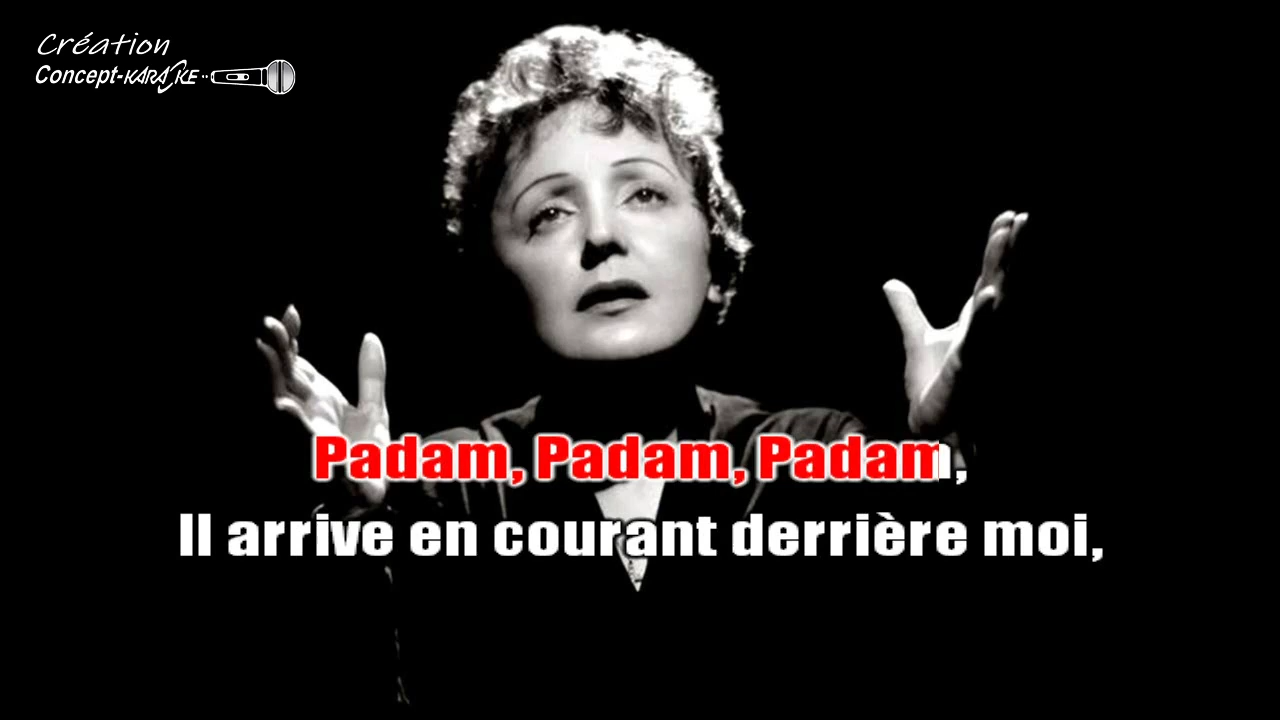 Création
Concept-KARAOKE
Padam, Padam, Padam,
Il arrive en courant derrière moi,